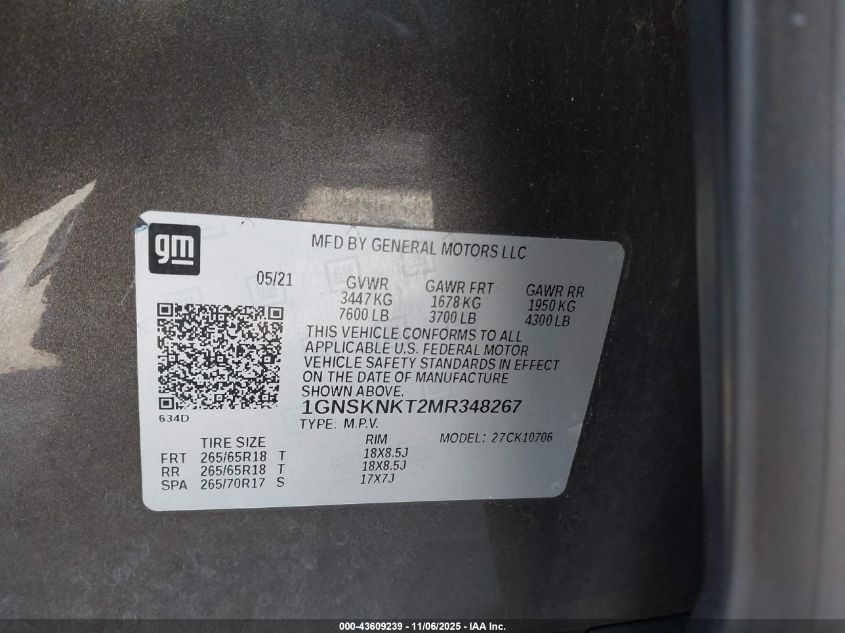 gm
MFD BY GENERAL MOTORS LLC
05/21 GVWR GAWR FRT GAWR RR
3447 KG 1678 KG 1950 KG
7600 LB 3700 LB 4300 LB
THIS VEHICLE CONFORMS TO ALL
APPLICABLE U.S. FEDERAL MOTOR
VEHICLE SAFETY STANDARDS IN EFFECT
ON THE DATE OF MANUFACTURE
SHOWN ABOVE.
634D
1GNSKNKT2MR348267
TYPE: M.P.V. MODEL: 27CK10706
TIRE SIZE RIM
FRT 265/65R18 T 18X8.5J
RR 265/65R18 T 18X8.5J
SPA 265/70R17 S 17X7J
000-43609239 - 11/06/2025 - IAA Inc.